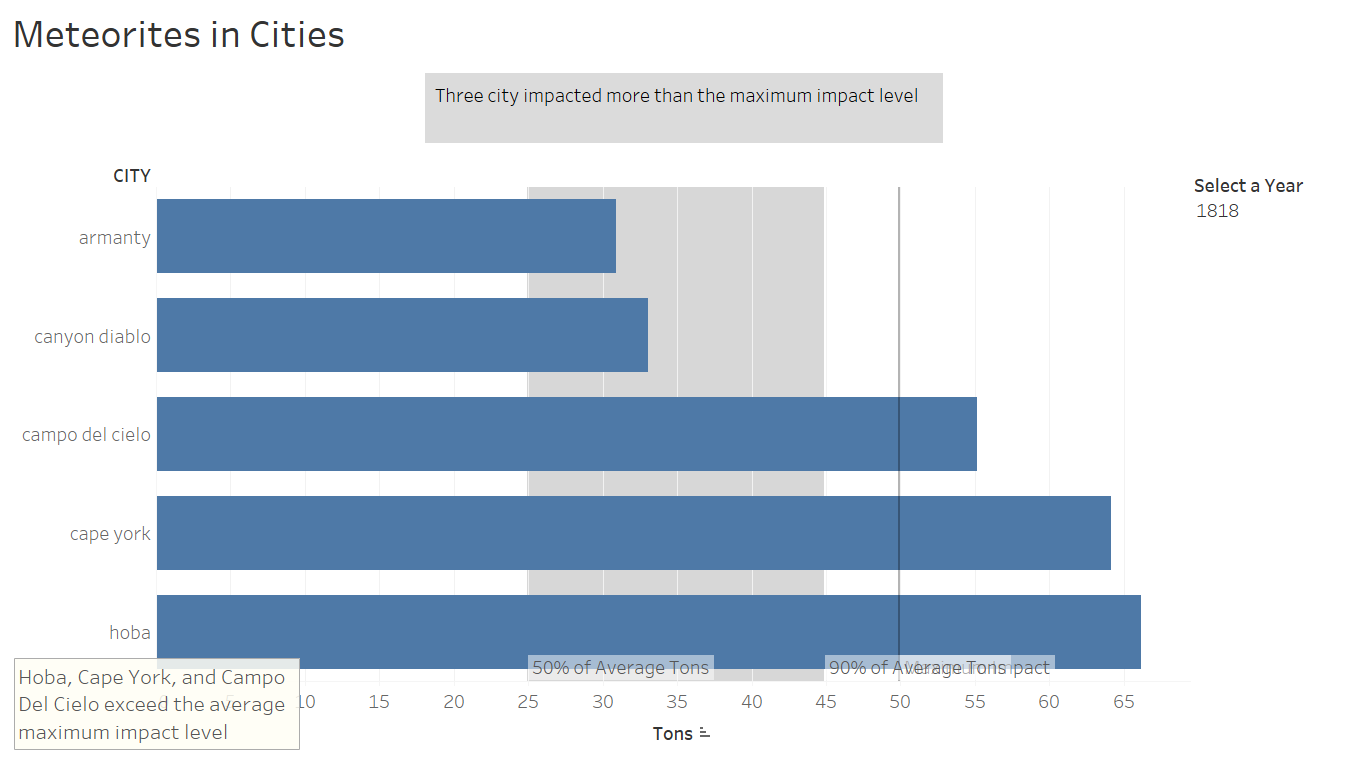 Meteorites in Cities
Three city impacted more than the maximum impact level
CITY
Select a Year
1818
armanty
canyon diablo
campo del cielo
cape york
hoba
50% of Average Tons
90% of Average Tons
Maximum Impact
Hoba, Cape York, and Campo
Del Cielo exceed the average
maximum impact level
5 10 15 20 25 30 35 40 45 50 55 60 65
Tons